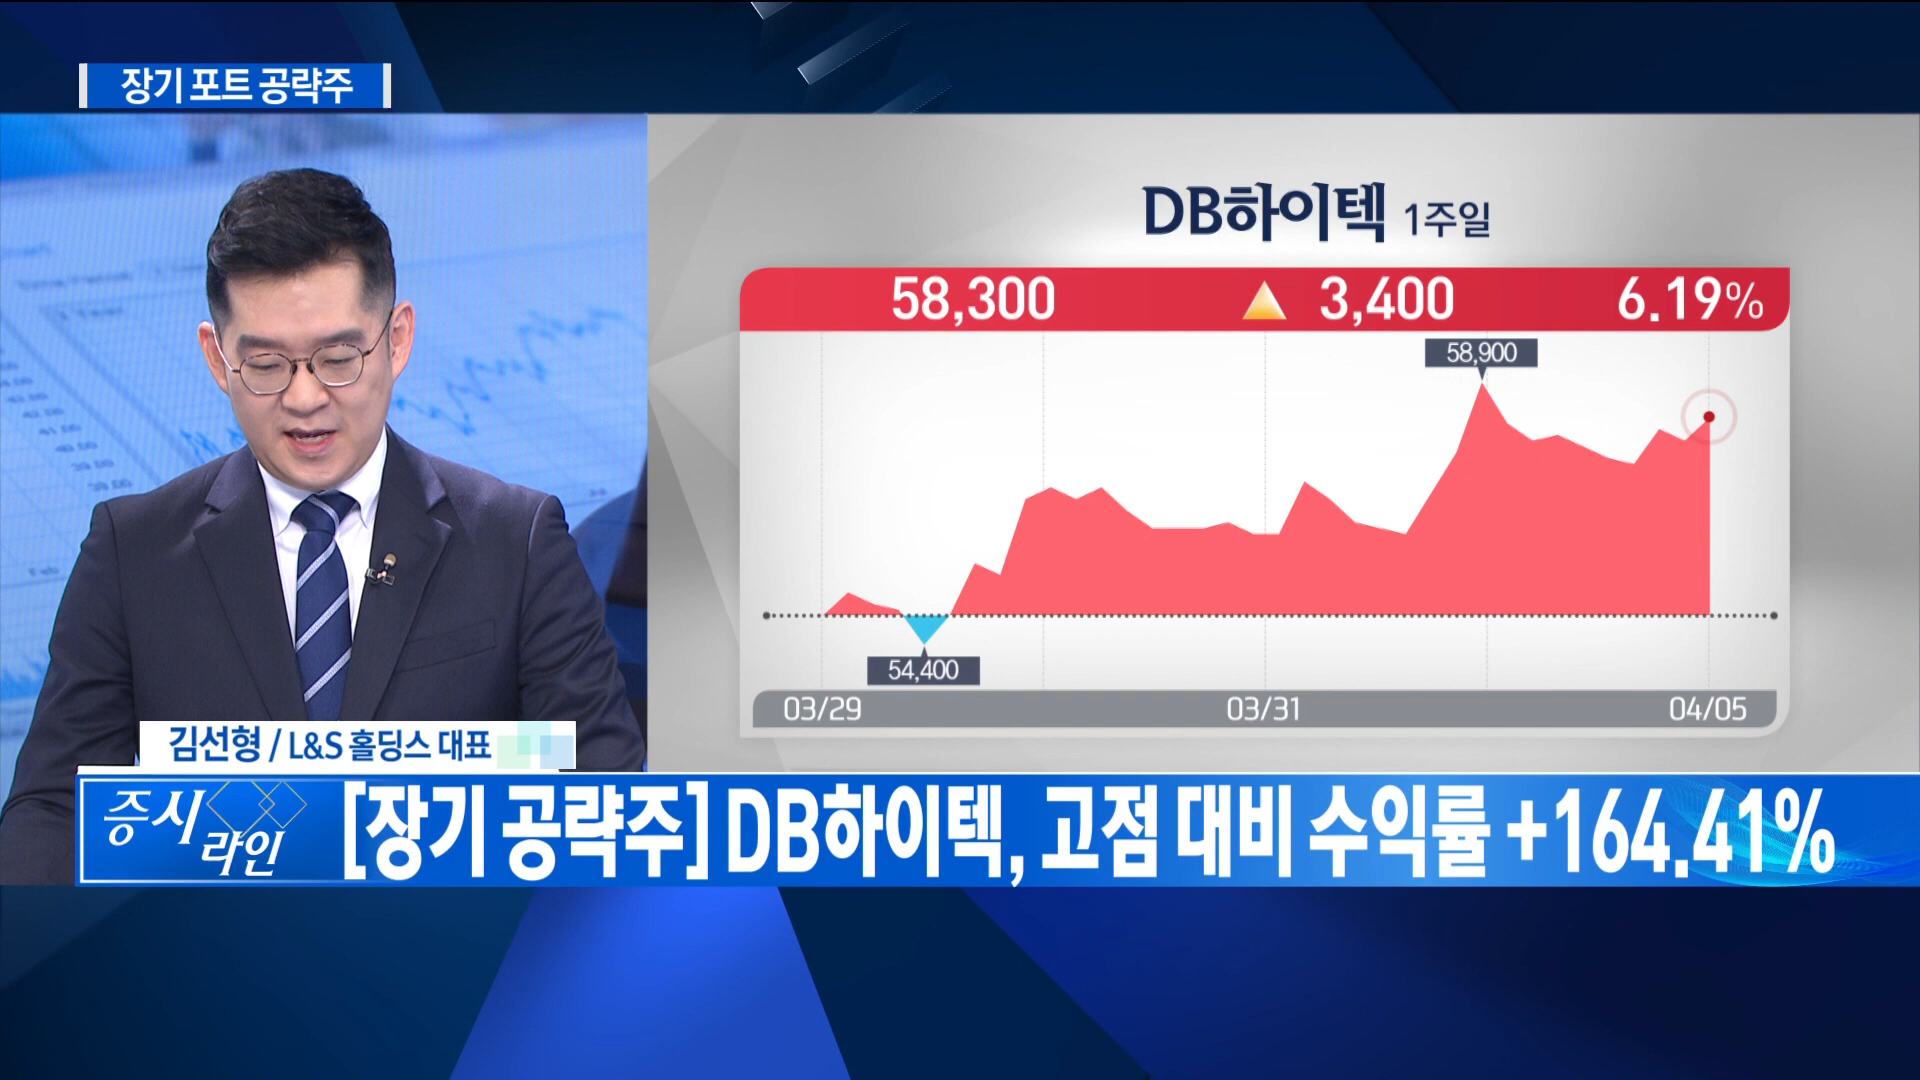 장기 포트 공략주
DB하이텍 1주일
58,300 ▲ 3,400 6.19%
58,900
54,400
03/29 03/31 04/05
김선형 / L&S 홀딩스 대표
증시라인
[장기 공략주] DB하이텍, 고점 대비 수익률 +164.41%